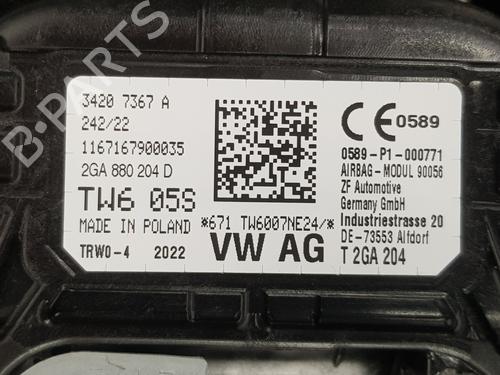 B-PARTS
3420 7367 A
242/22
1167167900035
2GA 880 204 D
TW6 05S
MADE IN POLAND
TRWO-4 2022
*671 TW6007NE24/*
VW AG
CE 0589
0589-P1-000771
AIRBAG-MODUL 90056
ZF Automotive
Germany GmbH
Industriestrasse 20
DE-73553 Alfdorf
T 2GA 204